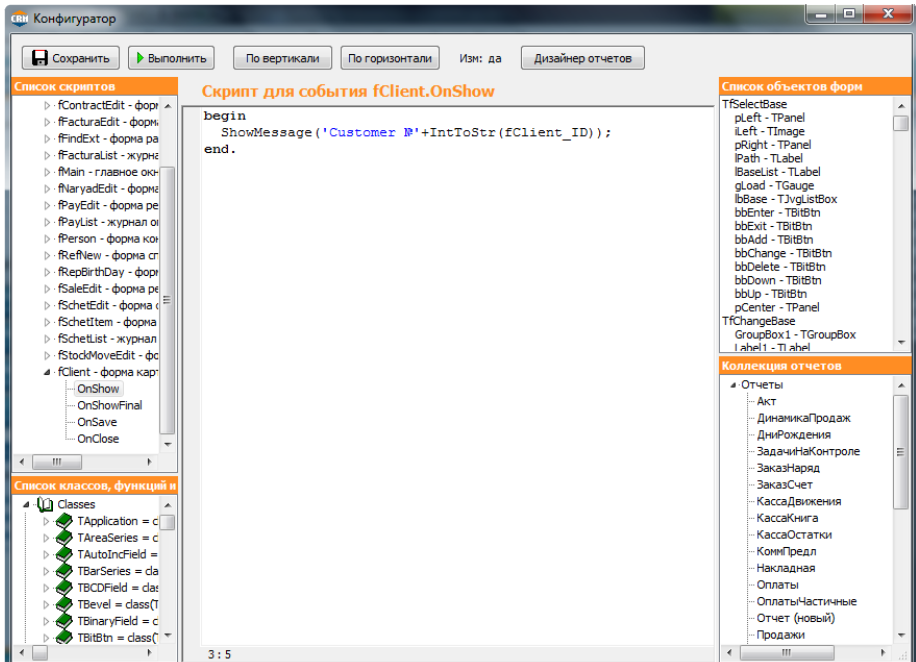 CRM Конфигуратор
Сохранить Выполнить По вертикали По горизонтали Изм: да Дизайнер отчетов
Список скриптов
fContractEdit - форм
fFacturaEdit - форм
fFindExt - форма ра
fFacturaList - журна
fMain - главное окн
fNaryadEdit - форма
fPayEdit - форма ре
fPayList - журнал оп
fPerson - форма кон
fRefNew - форма сп
fRepBirthDay - форм
fSaleEdit - форма ре
fSchetEdit - форма с
fSchetItem - форма
fSchetList - журнал
fStockMoveEdit - фо
fClient - форма карт
OnShow
OnShowFinal
OnSave
OnClose
Список классов, функций и
Classes
TApplication = c
TAreaSeries = c
TAutoIncField =
TBarSeries = cla
TBCDField = clas
TBevel = class(T
TBinaryField = c
TBitBtn = class(
Скрипт для события fClient.OnShow
begin
ShowMessage('Customer №'+IntToStr(fClient_ID));
end.
3: 5
Список объектов форм
TfSelectBase
pLeft - TPanel
iLeft - TImage
pRight - TPanel
lPath - TLabel
lBaseList - TLabel
gLoad - TGauge
lbBase - TJvgListBox
bbEnter - TBitBtn
bbExit - TBitBtn
bbAdd - TBitBtn
bbChange - TBitBtn
bbDelete - TBitBtn
bbDown - TBitBtn
bbUp - TBitBtn
pCenter - TPanel
TfChangeBase
GroupBox1 - TGroupBox
Label1 - TLabel
Коллекция отчетов
Отчеты
Акт
ДинамикаПродаж
ДниРождения
ЗадачиНаКонтроле
ЗаказНаряд
ЗаказСчет
КассаДвижения
КассаКнига
КассаОстатки
КоммПредл
Накладная
Оплаты
ОплатыЧастичные
Отчет (новый)
Продажи